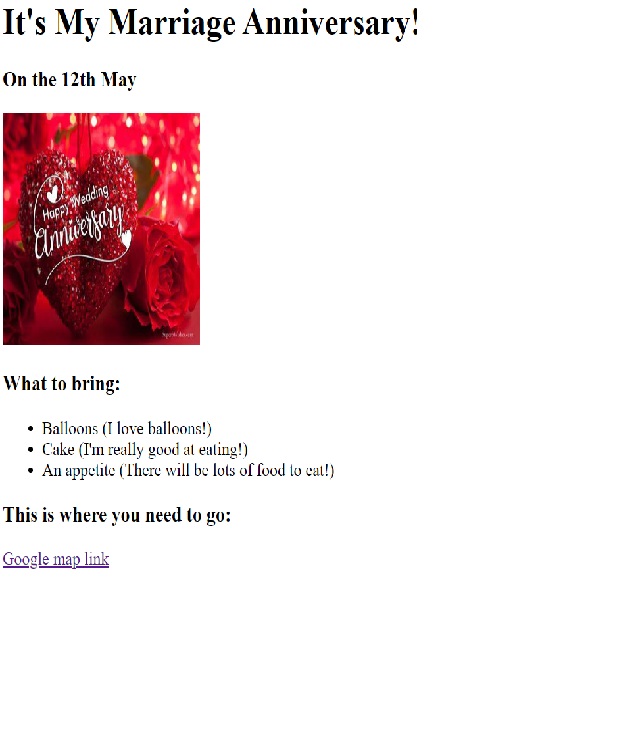 It's My Marriage Anniversary!
On the 12th May
Happy Wedding
Anniversary
What to bring:
Balloons (I love balloons!)
Cake (I'm really good at eating!)
An appetite (There will be lots of food to eat!)
This is where you need to go:
Google map link